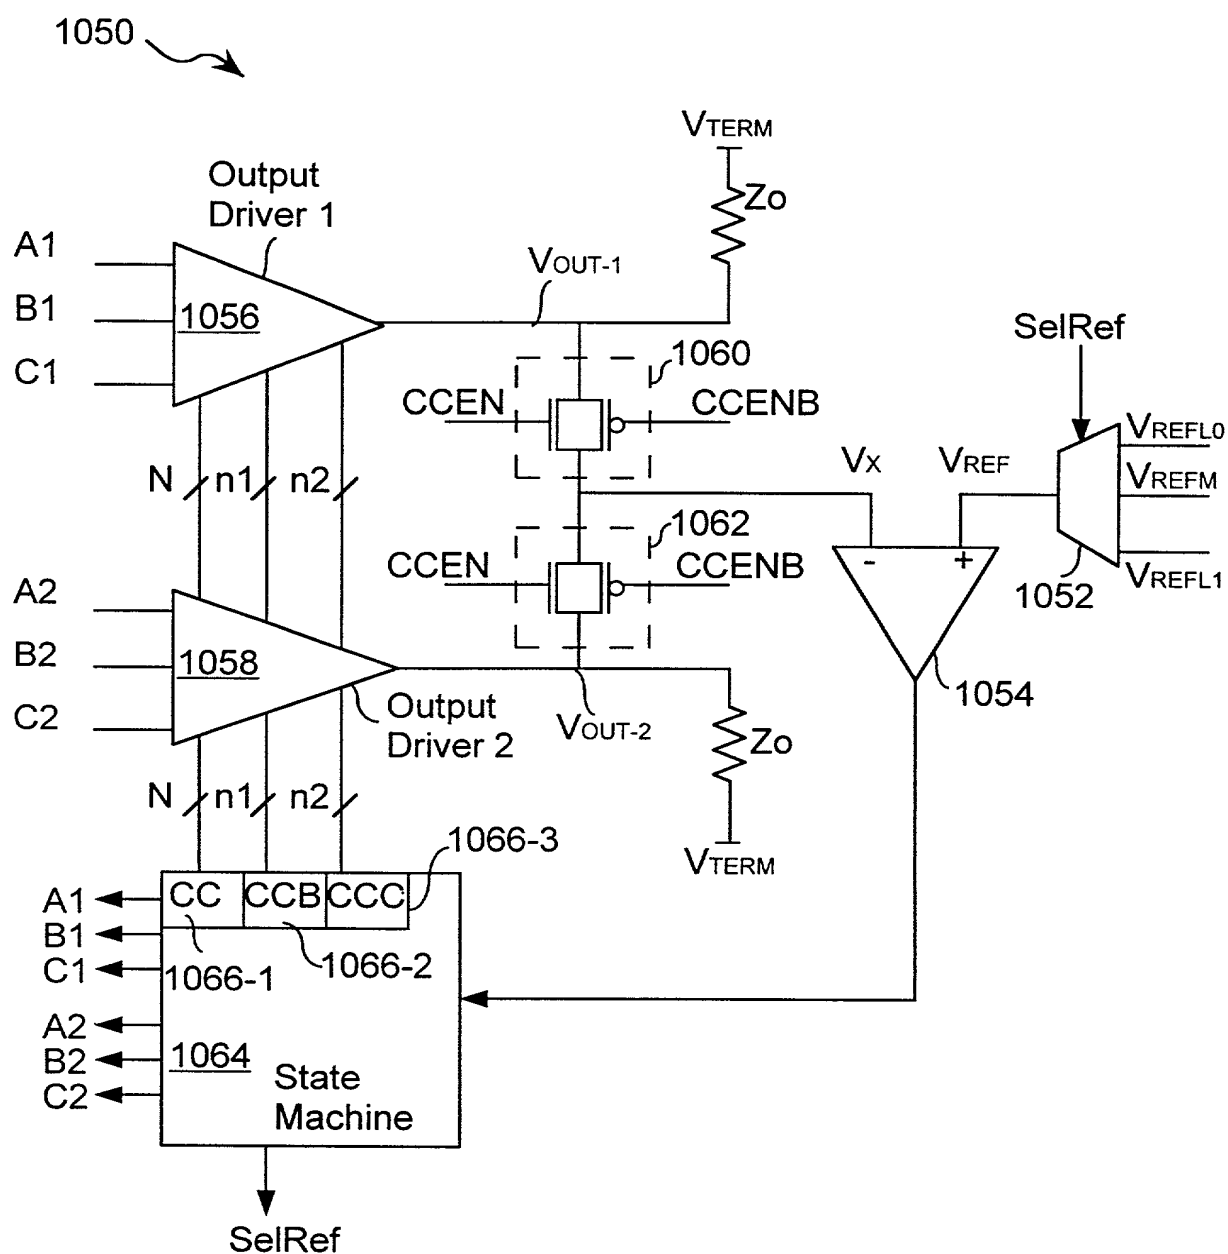 1050
VTERM
Output
Driver 1
Zo
A1
VOUT-1
B1
1056
SelRef
C1
1060
CCEN
CCENB
VREFL0
N
n1
n2
VX
VREF
VREFM
1062
CCEN
CCENB
VREFL1
1052
A2
B2
1058
1054
C2
Output
Driver 2
VOUT-2
Zo
N
n1
n2
1066-3
VTERM
A1
CC
CCB
CCC
B1
1066-1
1066-2
C1
A2
B2
1064
C2
State
Machine
SelRef